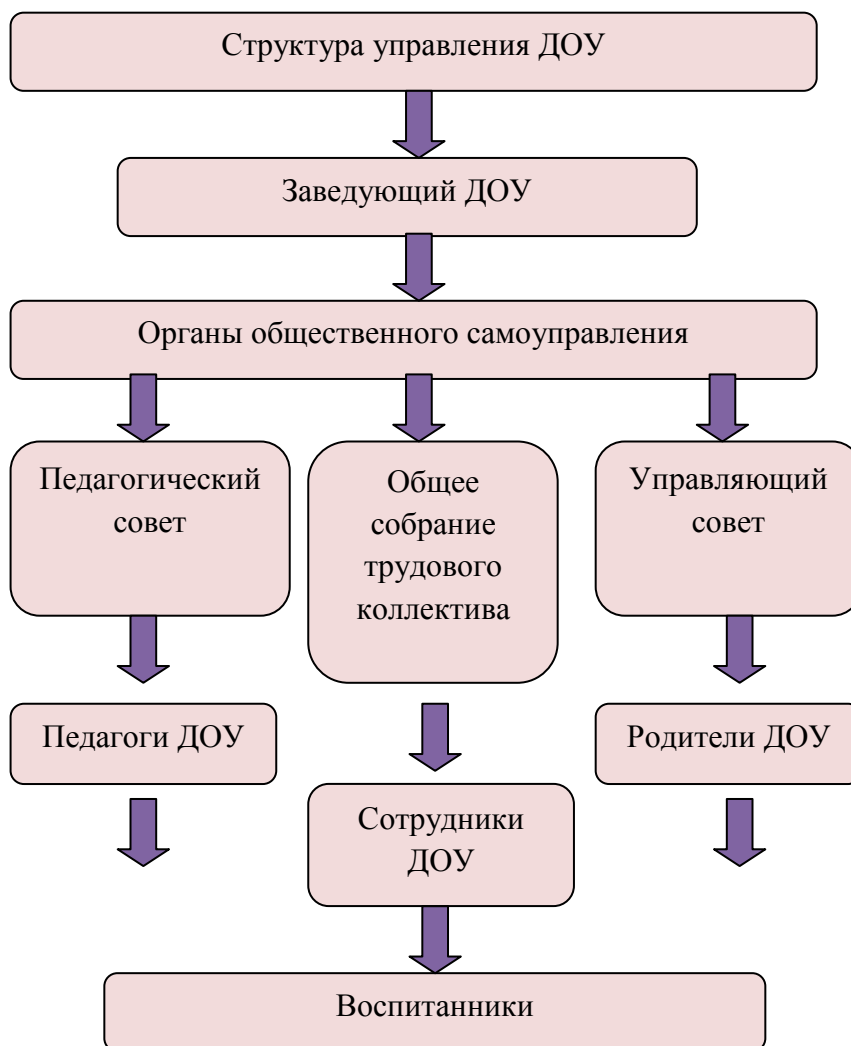 Структура управления ДОУ
Заведующий ДОУ
Органы общественного самоуправления
Педагогический
совет
Общее
собрание
трудового
коллектива
Управляющий
совет
Педагоги ДОУ
Родители ДОУ
Сотрудники
ДОУ
Воспитанники